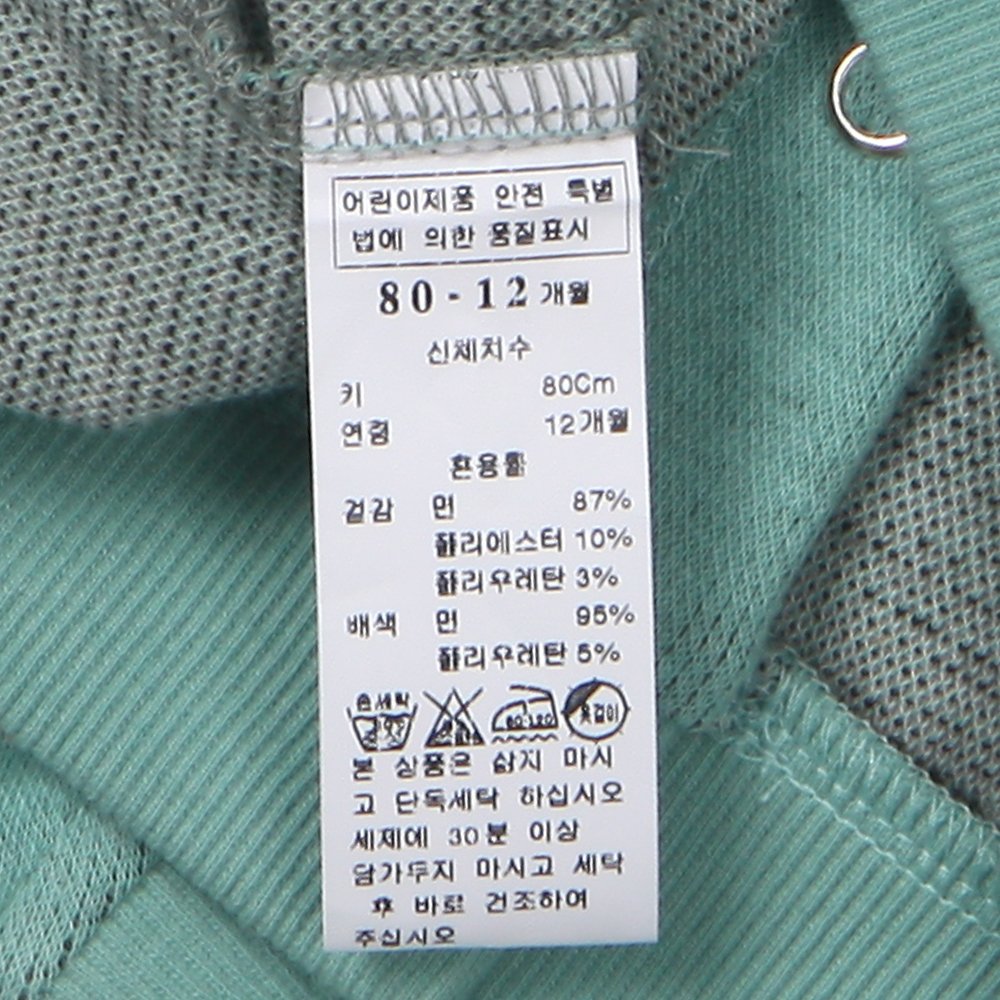 어린이제품 안전 특별
법에 의한 품질표시
80 - 12 개월
신체치수
키 80Cm
연령 12개월
혼용률
겉감 면 87%
폴리에스터 10%
폴리우레탄 3%
배색 면 95%
폴리우레탄 5%
손세탁 80-120 옷걸이
본 상품은 삶지 마시
고 단독세탁 하십시오
세제에 30분 이상
담가두지 마시고 세탁
후 바로 건조하여
주십시오